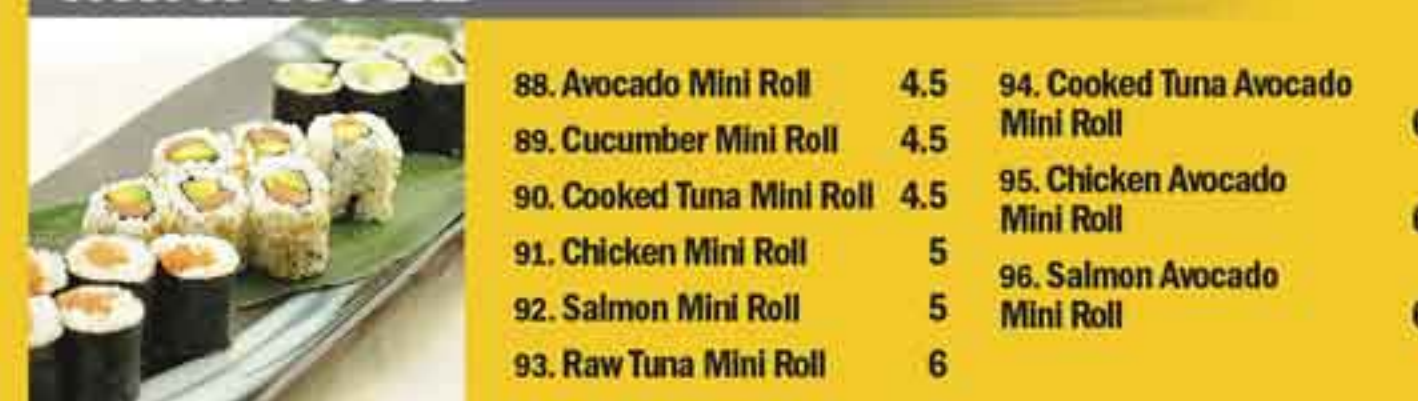 88. Avocado Mini Roll 4.5
89. Cucumber Mini Roll 4.5
90. Cooked Tuna Mini Roll 4.5
91. Chicken Mini Roll 5
92. Salmon Mini Roll 5
93. Raw Tuna Mini Roll 6
94. Cooked Tuna Avocado
Mini Roll
95. Chicken Avocado
Mini Roll
96. Salmon Avocado
Mini Roll